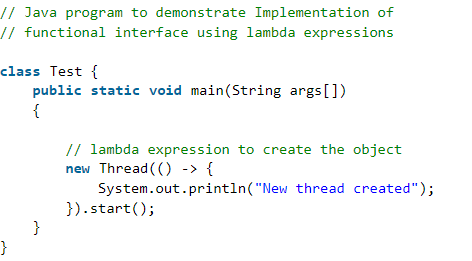 // Java program to demonstrate Implementation of
// functional interface using lambda expressions
class Test {
    public static void main(String args[])
    {
        // lambda expression to create the object
        new Thread(() -> {
            System.out.println("New thread created");
        }).start();
    }
}